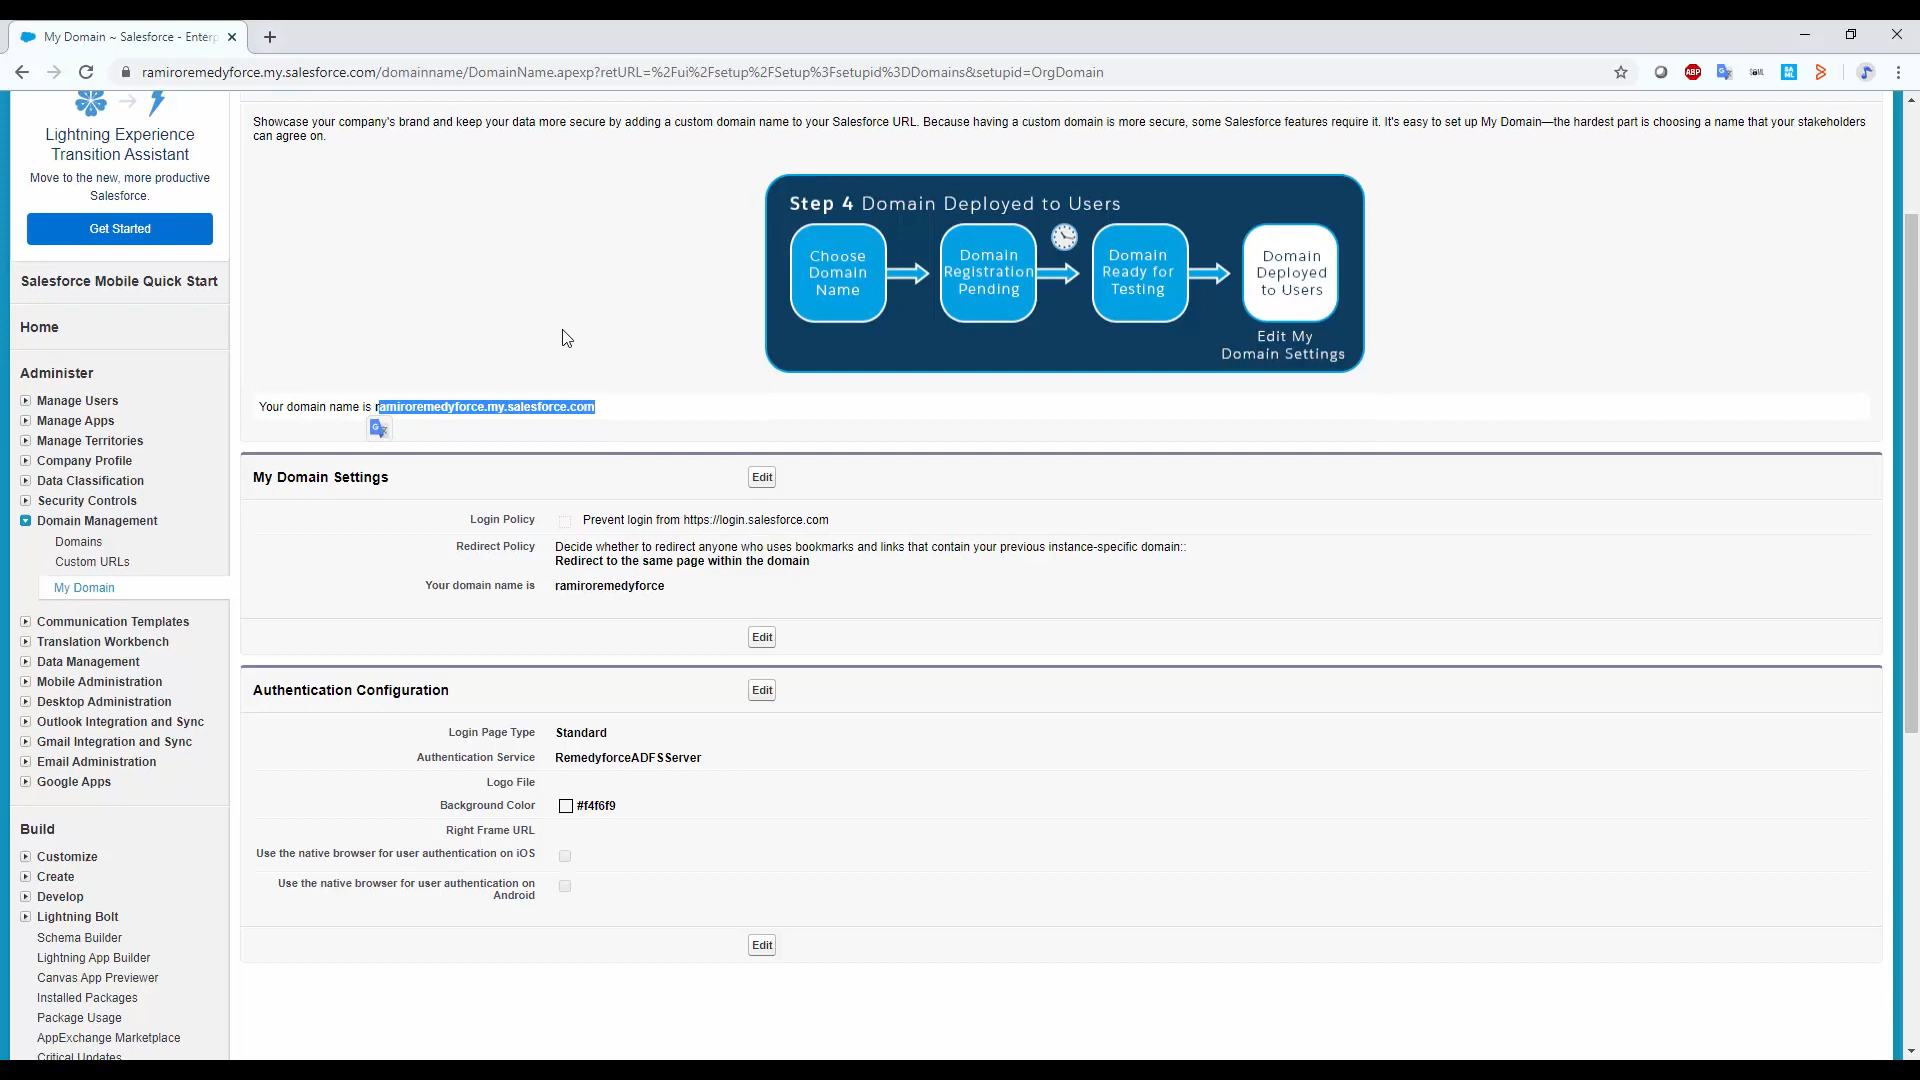 My Domain ~ Salesforce - Enterp
ramiroremedyforce.my.salesforce.com/domainname/DomainName.apexp?retURL=%2Fui%2Fsetup%2FSetup%3Fsetupid%3DDomains&setupid=OrgDomain
ABP
Lightning Experience
Transition Assistant
Move to the new, more productive
Salesforce.
Get Started
Salesforce Mobile Quick Start
Home
Administer
Manage Users
Manage Apps
Manage Territories
Company Profile
Data Classification
Security Controls
Domain Management
Domains
Custom URLs
My Domain
Communication Templates
Translation Workbench
Data Management
Mobile Administration
Desktop Administration
Outlook Integration and Sync
Gmail Integration and Sync
Email Administration
Google Apps
Build
Customize
Create
Develop
Lightning Bolt
Schema Builder
Lightning App Builder
Canvas App Previewer
Installed Packages
Package Usage
AppExchange Marketplace
Critical Updates
Showcase your company's brand and keep your data more secure by adding a custom domain name to your Salesforce URL. Because having a custom domain is more secure, some Salesforce features require it. It's easy to set up My Domain—the hardest part is choosing a name that your stakeholders
can agree on.
Step 4 Domain Deployed to Users
Choose
Domain
Name
Domain
Registration
Pending
Domain
Ready for
Testing
Domain
Deployed
to Users
Edit My
Domain Settings
Your domain name is ramiroremedyforce.my.salesforce.com
My Domain Settings Edit
Login Policy Prevent login from https://login.salesforce.com
Redirect Policy Decide whether to redirect anyone who uses bookmarks and links that contain your previous instance-specific domain::
Redirect to the same page within the domain
Your domain name is ramiroremedyforce
Edit
Authentication Configuration Edit
Login Page Type Standard
Authentication Service RemedyforceADFSServer
Logo File
Background Color #f4f6f9
Right Frame URL
Use the native browser for user authentication on iOS
Use the native browser for user authentication on
Android
Edit